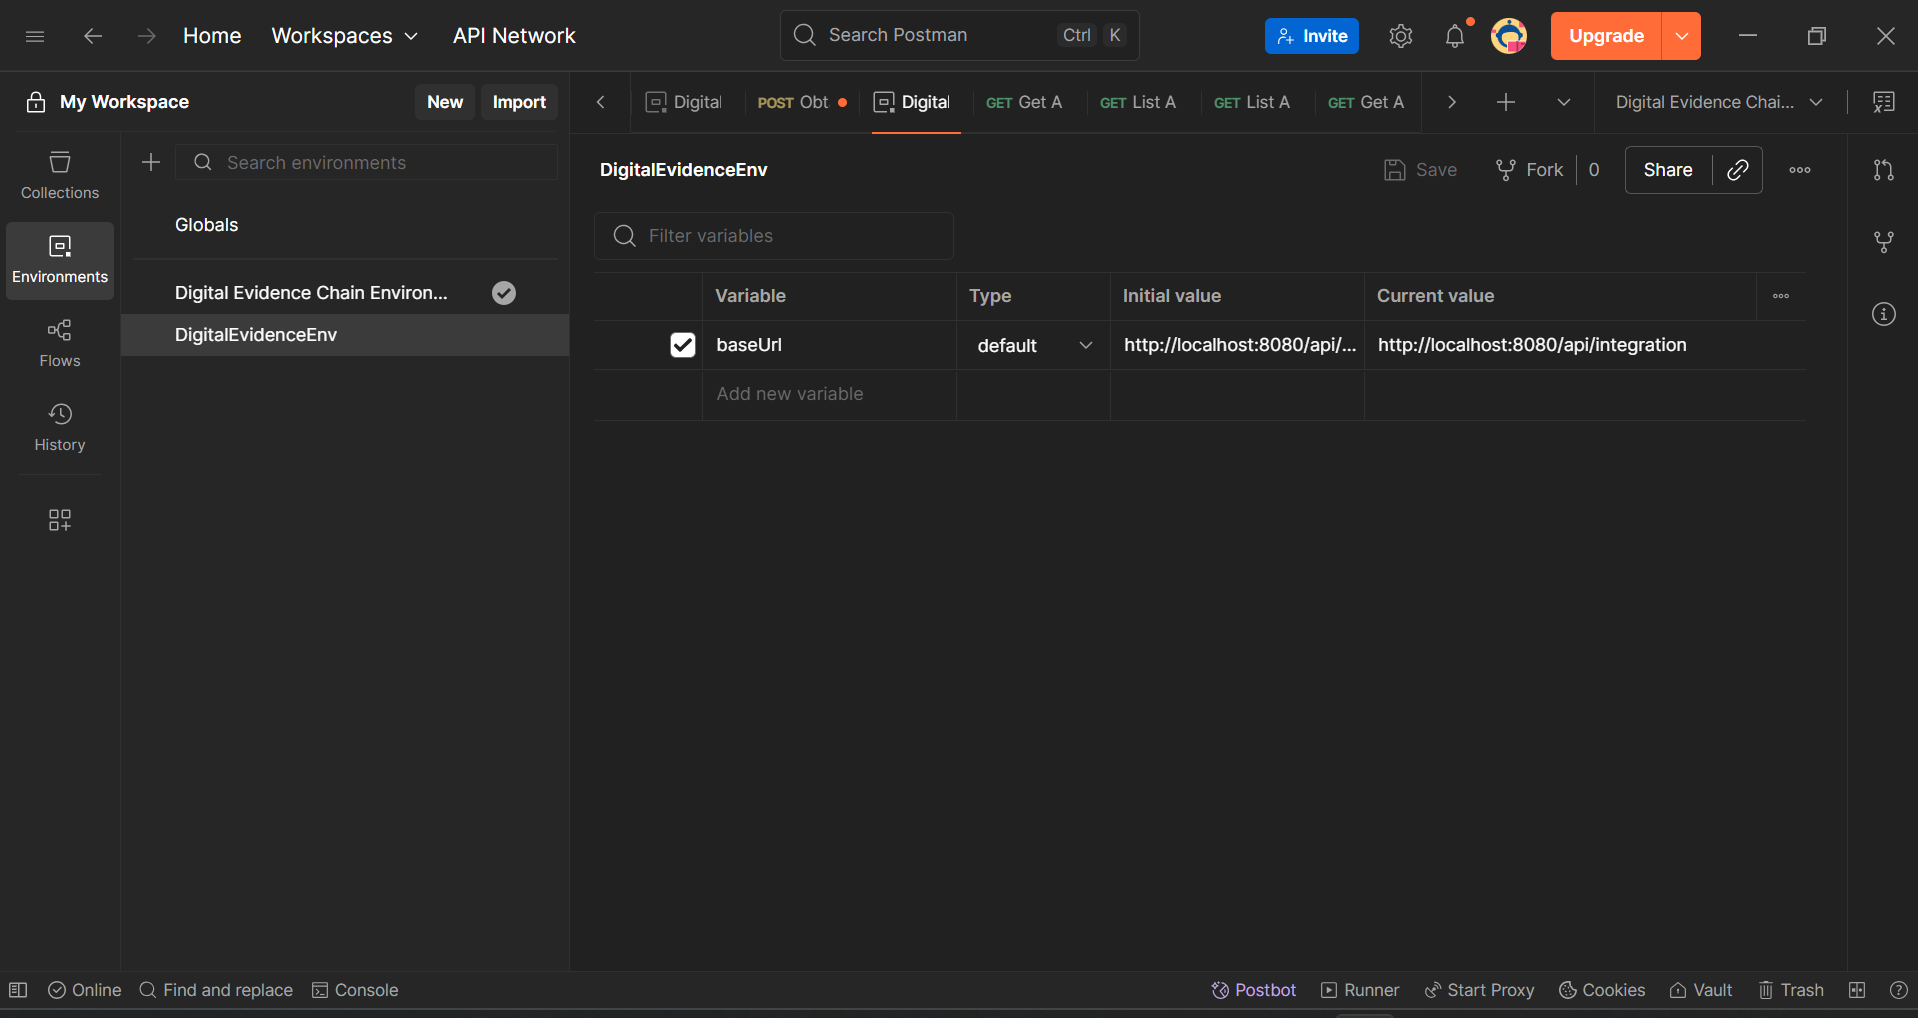 Home Workspaces API Network Search Postman Ctrl K Invite Upgrade
My Workspace New Import
Digital POST Obt Digital GET Get A GET List A GET List A GET Get A Digital Evidence Chai...
Collections
Environments
Flows
History
Search environments
Globals
Digital Evidence Chain Environ...
DigitalEvidenceEnv
DigitalEvidenceEnv Save Fork 0 Share
Filter variables
Variable Type Initial value Current value
baseUrl default http://localhost:8080/api/... http://localhost:8080/api/integration
Add new variable
Online Find and replace Console Postbot Runner Start Proxy Cookies Vault Trash